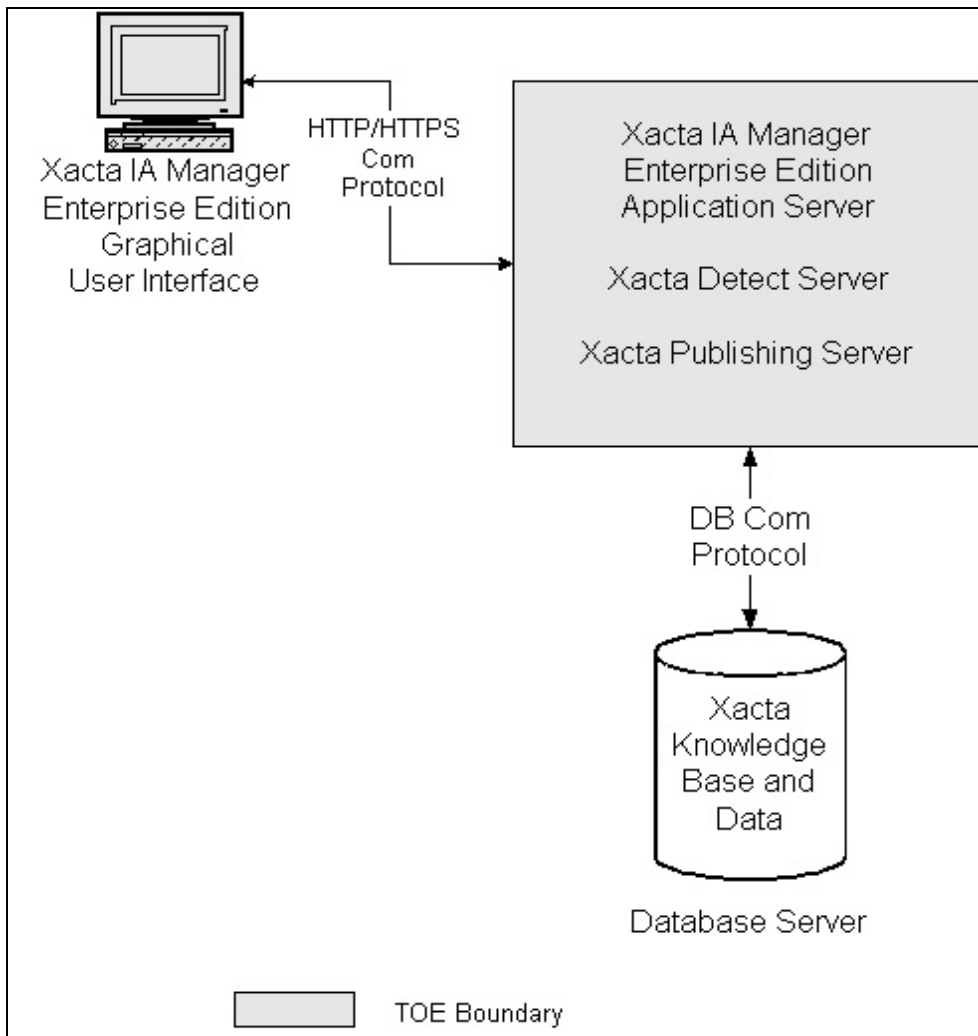 Xacta IA Manager
Enterprise Edition
Graphical
User Interface
HTTP/HTTPS
Com
Protocol
Xacta IA Manager
Enterprise Edition
Application Server
Xacta Detect Server
Xacta Publishing Server
DB Com
Protocol
Xacta
Knowledge
Base and
Data
Database Server
TOE Boundary